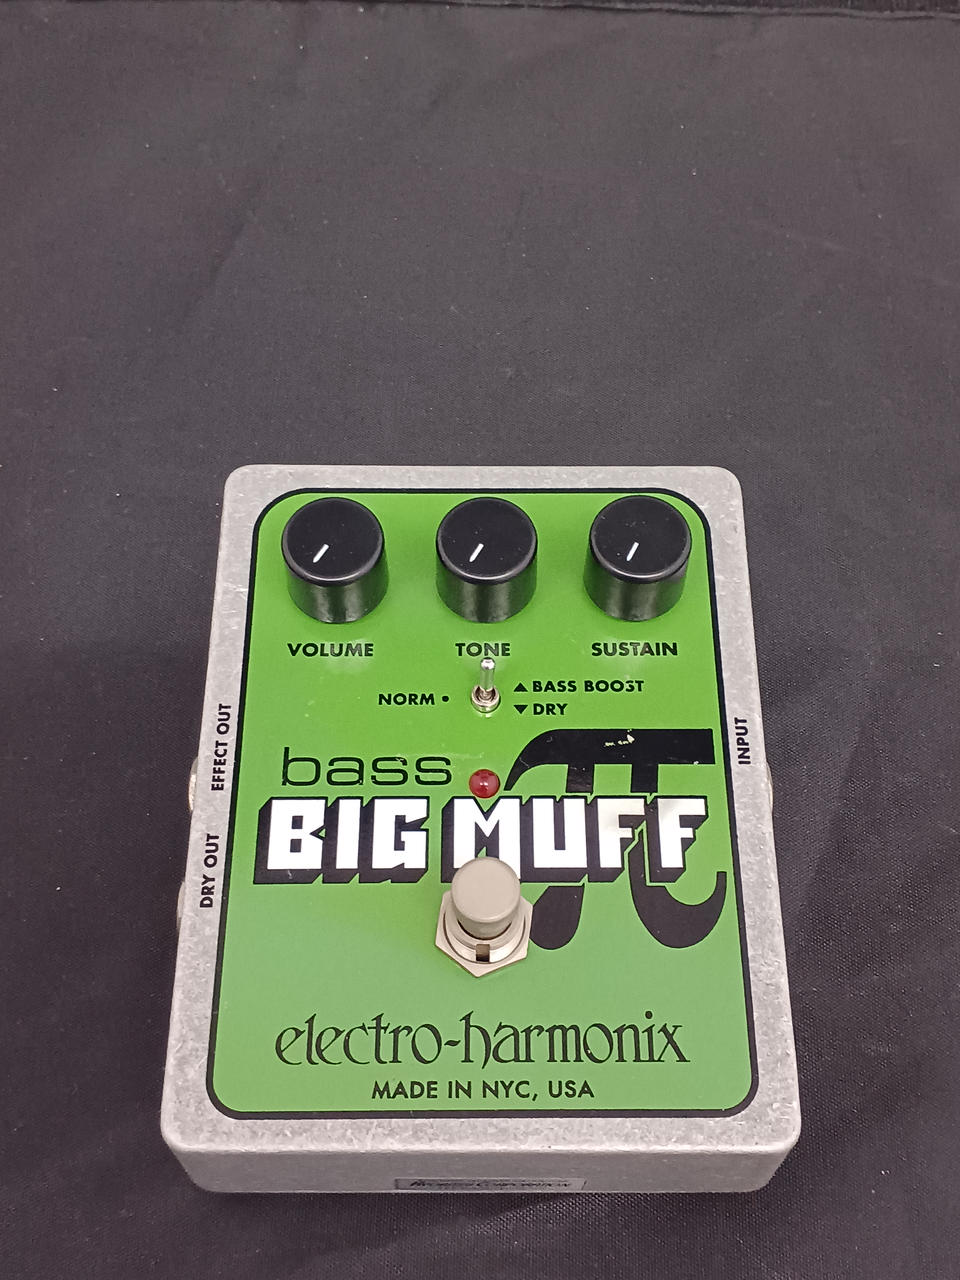 VOLUME TONE SUSTAIN
NORM • ▲ BASS BOOST
▼ DRY
EFFECT OUT
DRY OUT
INPUT
bass
BIG MUFF
π
electro-harmonix
MADE IN NYC, USA